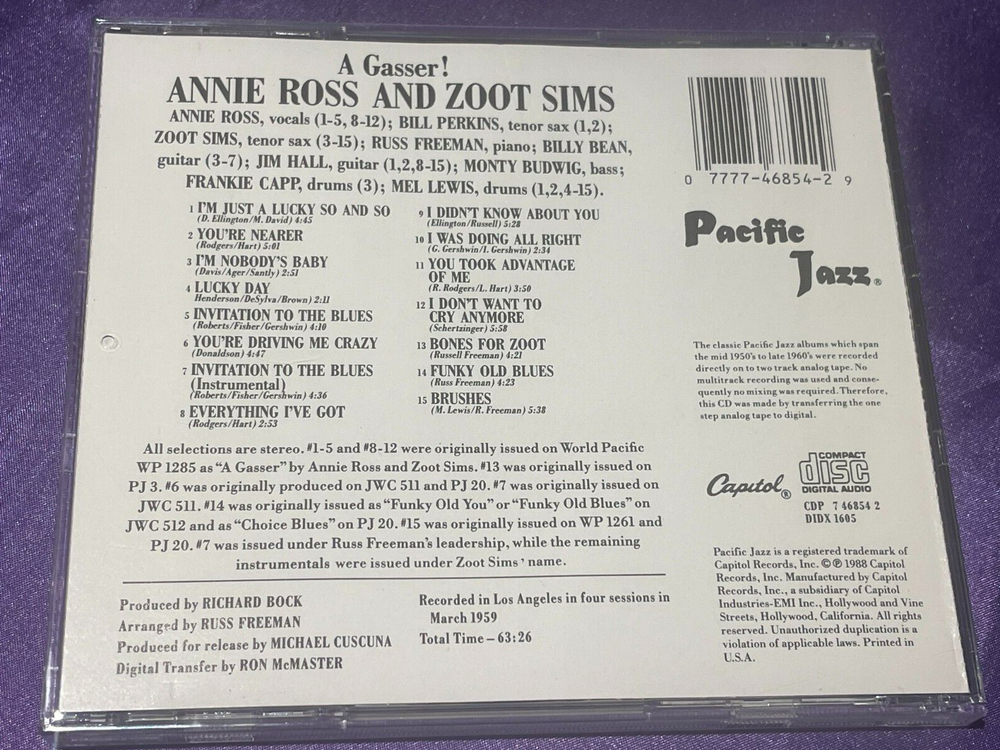 A Gasser!
ANNIE ROSS AND ZOOT SIMS
ANNIE ROSS, vocals (1-5, 8-12); BILL PERKINS, tenor sax (1,2);
ZOOT SIMS, tenor sax (3-15); RUSS FREEMAN, piano; BILLY BEAN,
guitar (3-7); JIM HALL, guitar (1,2,8-15); MONTY BUDWIG, bass;
FRANKIE CAPP, drums (3); MEL LEWIS, drums (1,2,4-15).
1 I'M JUST A LUCKY SO AND SO
(D. Ellington/M. David) 4:45
2 YOU'RE NEARER
(Rodgers/Hart) 5:01
3 I'M NOBODY'S BABY
(Davis/Ager/Santly) 2:51
4 LUCKY DAY
Henderson/DeSylva/Brown) 2:11
5 INVITATION TO THE BLUES
(Roberts/Fisher/Gershwin) 4:10
6 YOU'RE DRIVING ME CRAZY
(Donaldson) 4:47
7 INVITATION TO THE BLUES
(Instrumental)
(Roberts/Fisher/Gershwin) 4:36
8 EVERYTHING I'VE GOT
(Rodgers/Hart) 2:53
9 I DIDN'T KNOW ABOUT YOU
(Ellington/Russell) 5:28
10 I WAS DOING ALL RIGHT
(G. Gershwin/I. Gershwin) 2:34
11 YOU TOOK ADVANTAGE
OF ME
(R. Rodgers/L. Hart) 3:50
12 I DON'T WANT TO
CRY ANYMORE
(Schertzinger) 5:58
13 BONES FOR ZOOT
(Russell Freeman) 4:21
14 FUNKY OLD BLUES
(Russ Freeman) 4:23
15 BRUSHES
(M. Lewis/R. Freeman) 5:38
All selections are stereo. #1-5 and #8-12 were originally issued on World Pacific
WP 1285 as "A Gasser" by Annie Ross and Zoot Sims. #13 was originally issued on
PJ 3. #6 was originally produced on JWC 511 and PJ 20. #7 was originally issued on
JWC 511. #14 was originally issued as "Funky Old You" or "Funky Old Blues" on
JWC 512 and as "Choice Blues" on PJ 20. #15 was originally issued on WP 1261 and
PJ 20. #7 was issued under Russ Freeman's leadership, while the remaining
instrumentals were issued under Zoot Sims' name.
Produced by RICHARD BOCK
Arranged by RUSS FREEMAN
Produced for release by MICHAEL CUSCUNA
Digital Transfer by RON McMASTER
Recorded in Los Angeles in four sessions in
March 1959
Total Time – 63:26
0 7777-46854-2 9
Pacific
Jazz®
The classic Pacific Jazz albums which span
the mid 1950's to late 1960's were recorded
directly on to two track analog tape. No
multitrack recording was used and conse-
quently no mixing was required. Therefore,
this CD was made by transferring the one
step analog tape to digital.
Capitol®
COMPACT
disc
DIGITAL AUDIO
CDP 7 46854 2
DIDX 1605
Pacific Jazz is a registered trademark of
Capitol Records, Inc. © ℗ 1988 Capitol
Records, Inc. Manufactured by Capitol
Records, Inc., a subsidiary of Capitol
Industries-EMI Inc., Hollywood and Vine
Streets, Hollywood, California. All rights
reserved. Unauthorized duplication is a
violation of applicable laws. Printed in
U.S.A.